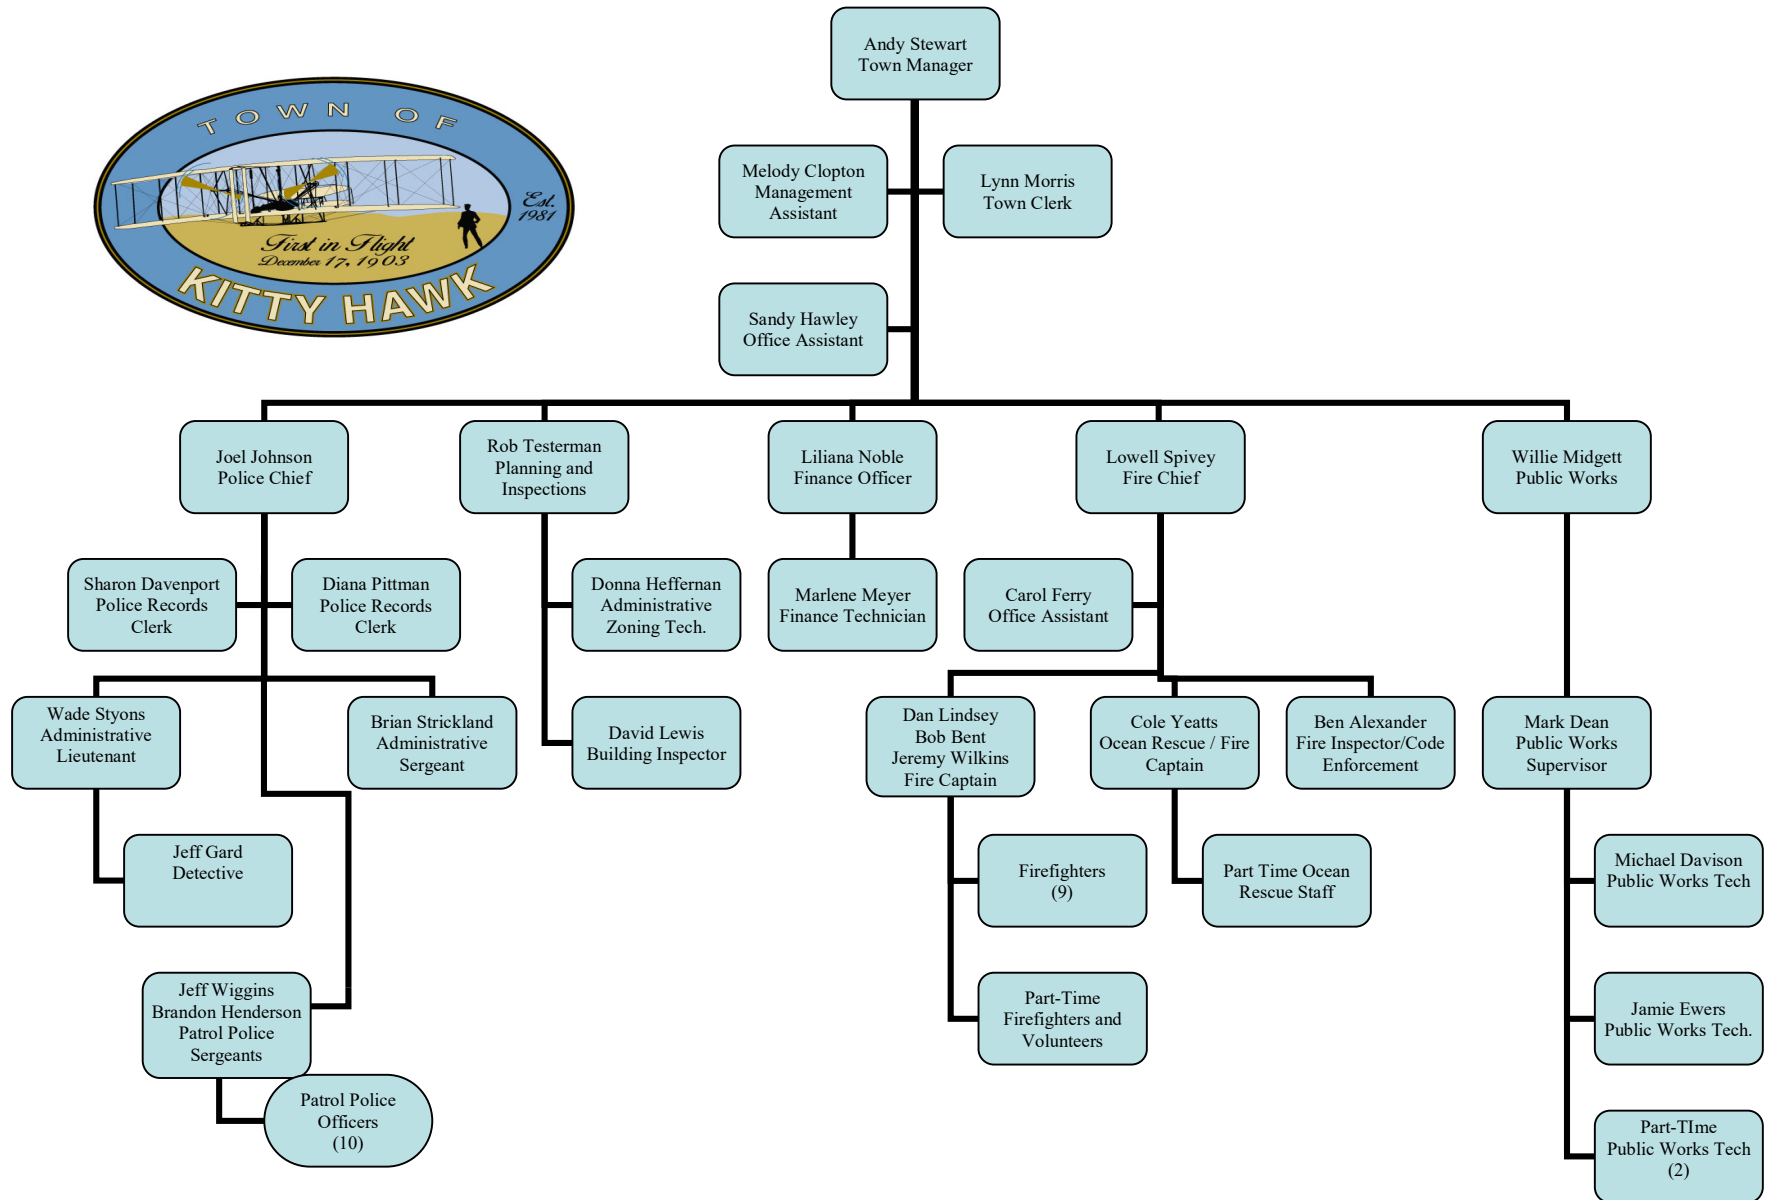 Andy Stewart
Town Manager
TOWN OF
Est.
1981
First in Flight
December 17, 1903
KITTY HAWK
Melody Clopton
Management
Assistant
Lynn Morris
Town Clerk
Sandy Hawley
Office Assistant
Joel Johnson
Police Chief
Rob Testerman
Planning and
Inspections
Liliana Noble
Finance Officer
Lowell Spivey
Fire Chief
Willie Midgett
Public Works
Sharon Davenport
Police Records
Clerk
Diana Pittman
Police Records
Clerk
Donna Heffernan
Administrative
Zoning Tech.
Marlene Meyer
Finance Technician
Carol Ferry
Office Assistant
Wade Styons
Administrative
Lieutenant
Brian Strickland
Administrative
Sergeant
David Lewis
Building Inspector
Dan Lindsey
Bob Bent
Jeremy Wilkins
Fire Captain
Cole Yeatts
Ocean Rescue / Fire
Captain
Ben Alexander
Fire Inspector/Code
Enforcement
Mark Dean
Public Works
Supervisor
Jeff Gard
Detective
Firefighters
(9)
Part Time Ocean
Rescue Staff
Michael Davison
Public Works Tech
Jeff Wiggins
Brandon Henderson
Patrol Police
Sergeants
Part-Time
Firefighters and
Volunteers
Jamie Ewers
Public Works Tech.
Patrol Police
Officers
(10)
Part-TIme
Public Works Tech
(2)